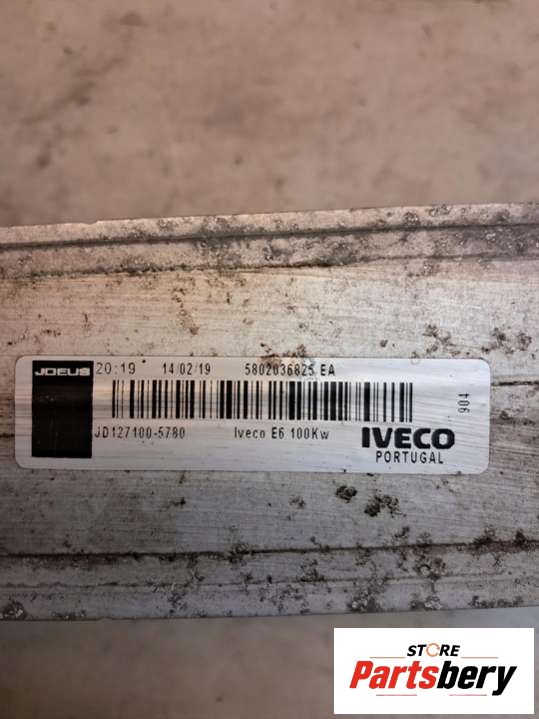 JDEUS 20:19 14/02/19 5802036825 EA
904
JD127100-5780 Iveco E6 100Kw IVECO
PORTUGAL
STORE
Partsbery